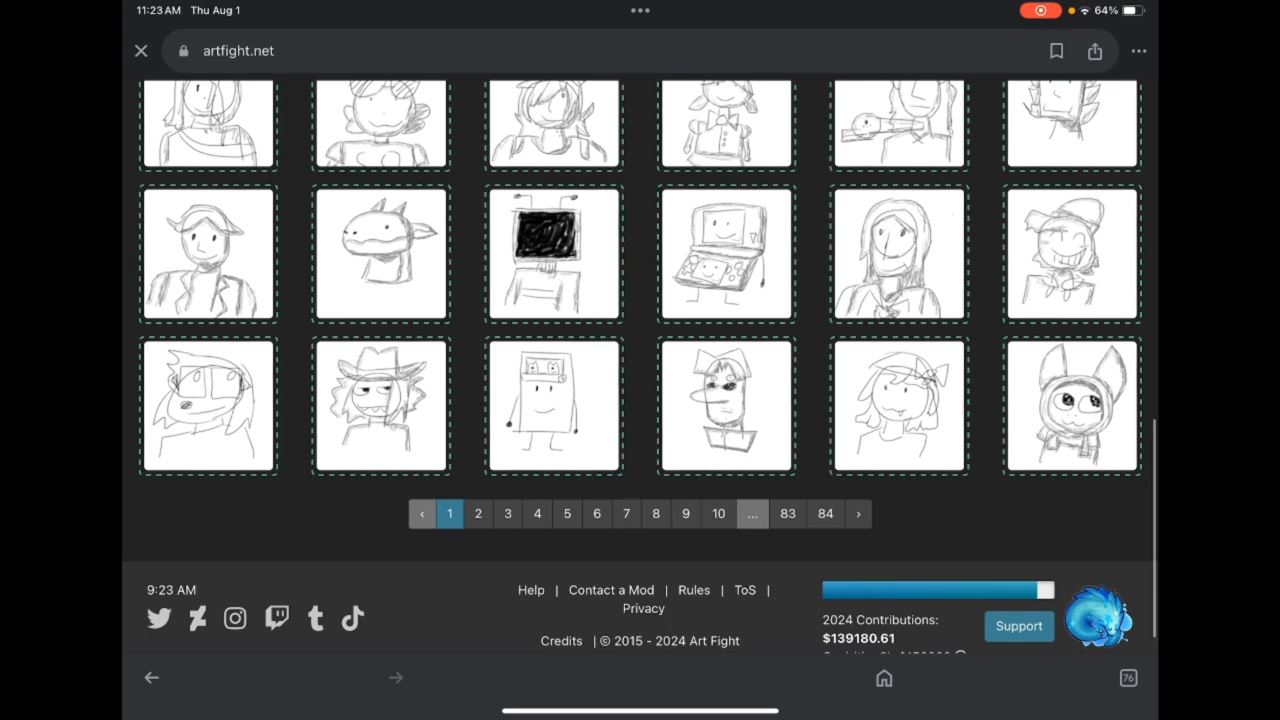 11:23 AM Thu Aug 1
64%
artfight.net
‹ 1 2 3 4 5 6 7 8 9 10 ... 83 84 ›
9:23 AM
Help | Contact a Mod | Rules | ToS |
Privacy
Credits | © 2015 - 2024 Art Fight
2024 Contributions:
$139180.61
Support
76